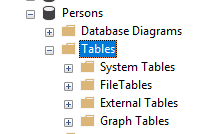 Persons
Database Diagrams
Tables
System Tables
FileTables
External Tables
Graph Tables